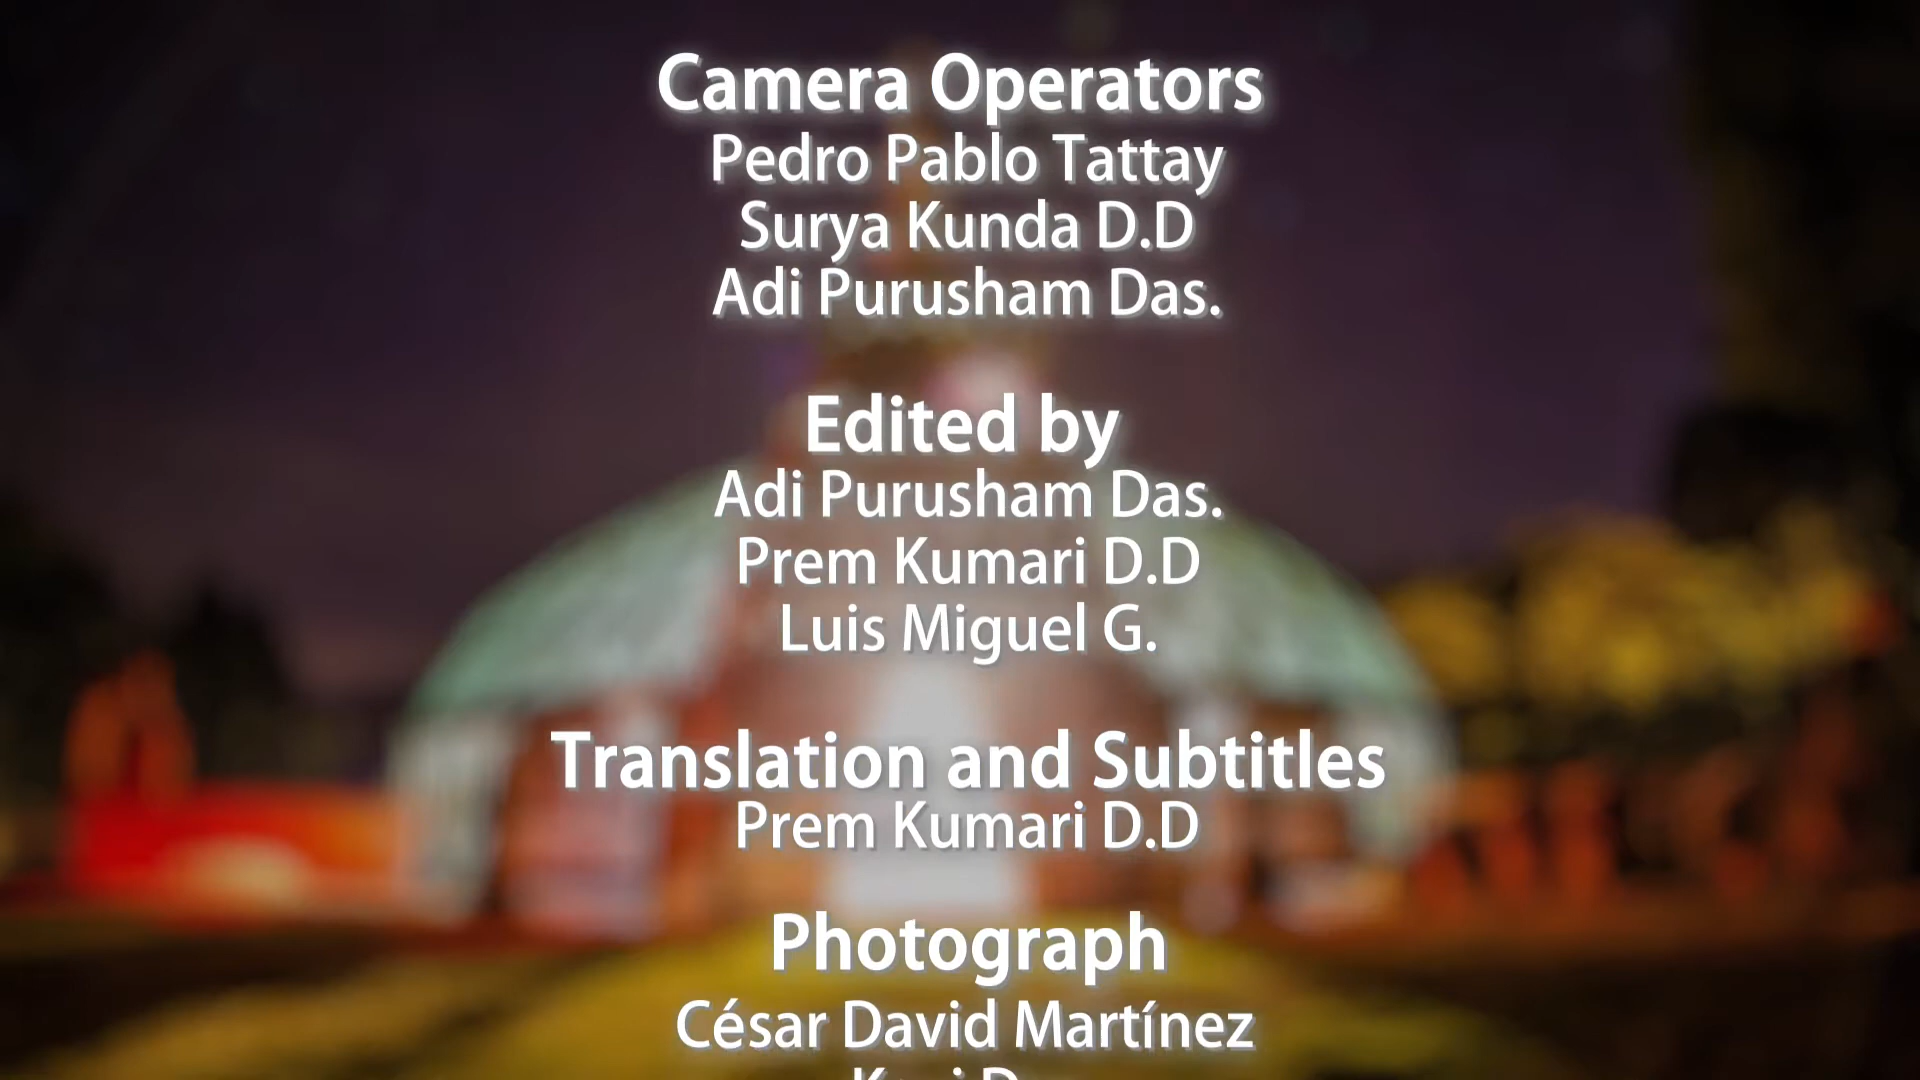 Camera Operators
Pedro Pablo Tattay
Surya Kunda D.D
Adi Purusham Das.
Edited by
Adi Purusham Das.
Prem Kumari D.D
Luis Miguel G.
Translation and Subtitles
Prem Kumari D.D
Photograph
César David Martínez